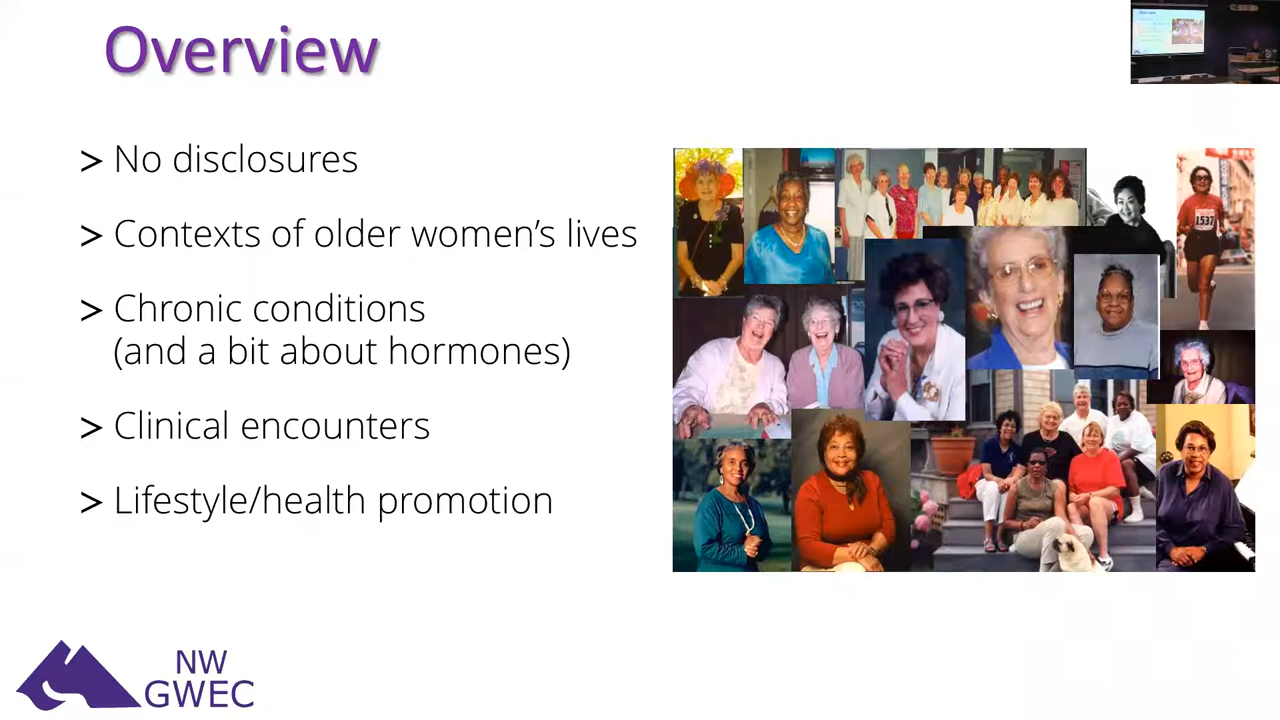 Overview
> No disclosures
> Contexts of older women's lives
> Chronic conditions
(and a bit about hormones)
> Clinical encounters
> Lifestyle/health promotion
1537
NW
GWEC